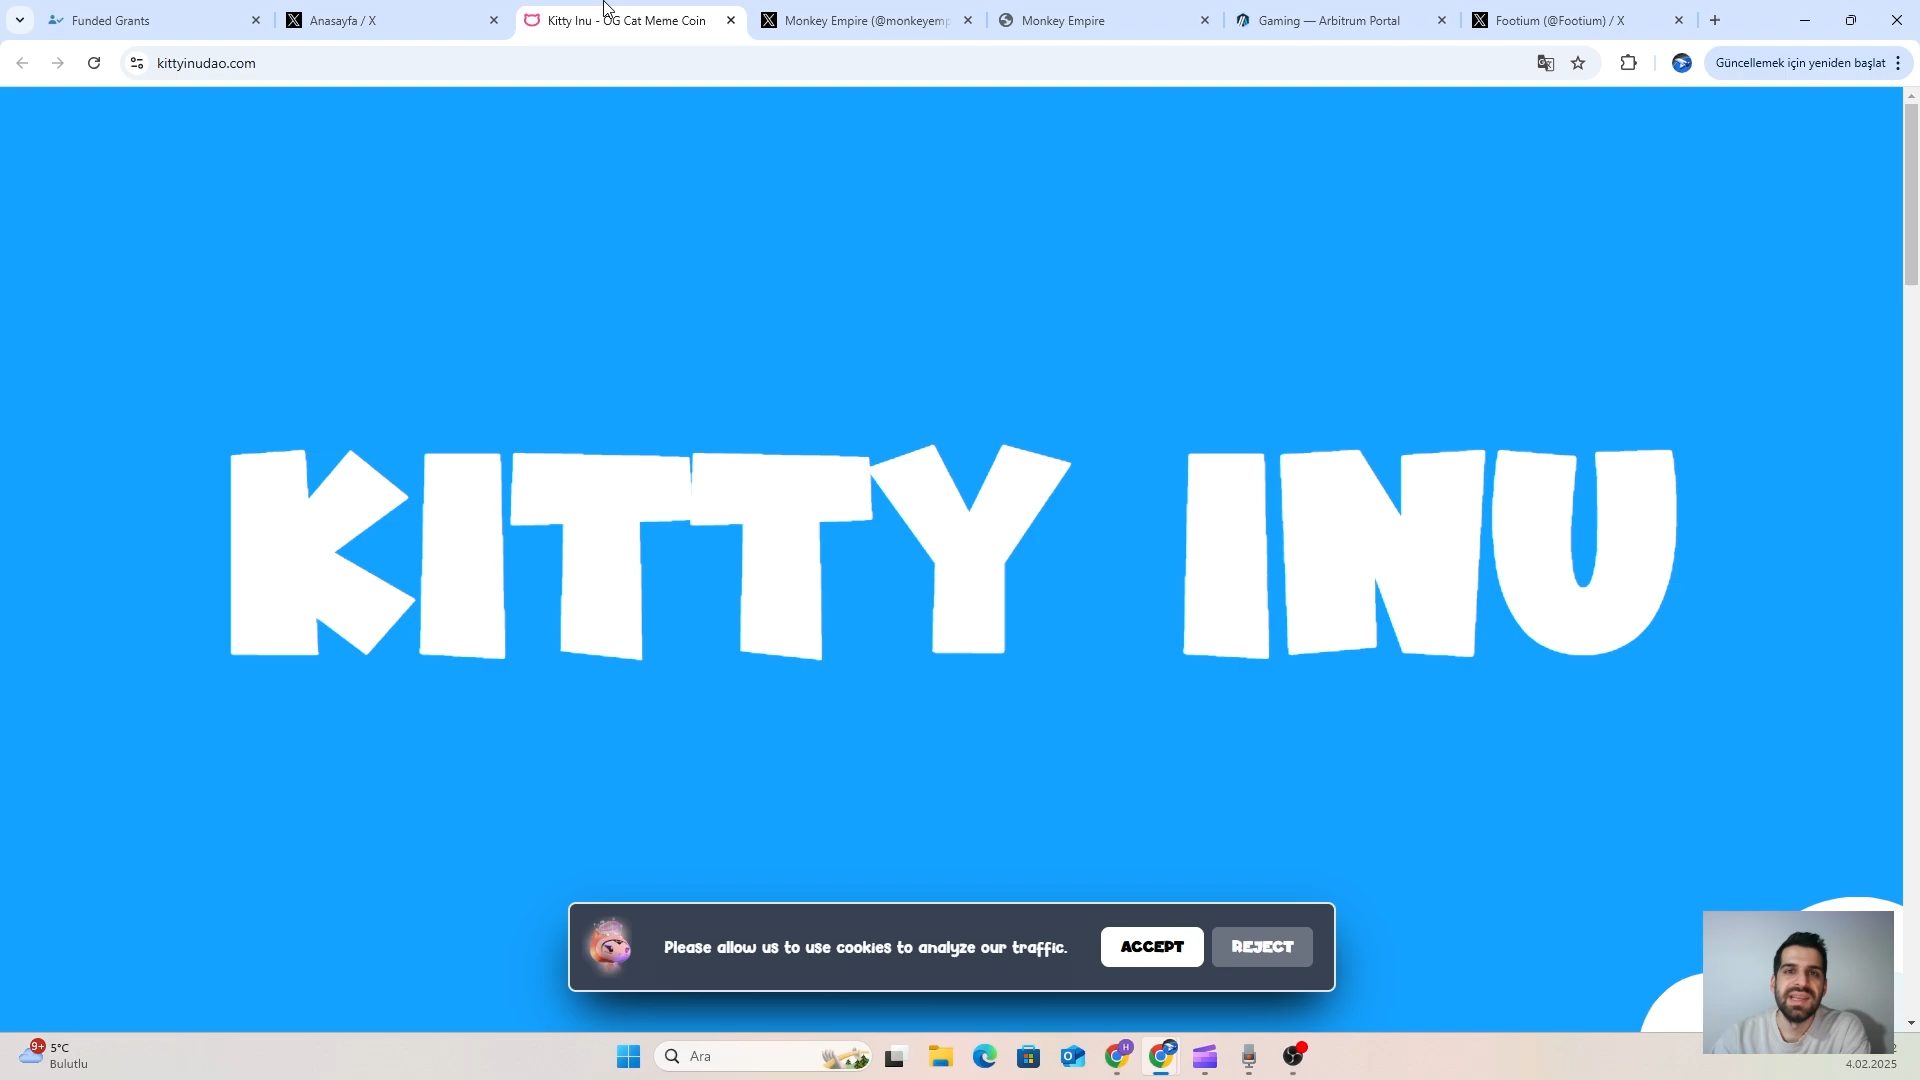 Funded Grants
Anasayfa / X
Kitty Inu - OG Cat Meme Coin
Monkey Empire (@monkeyemp
Monkey Empire
Gaming — Arbitrum Portal
Footium (@Footium) / X
kittyinudao.com
Güncellemek için yeniden başlat
KITTY INU
Please allow us to use cookies to analyze our traffic.
ACCEPT
REJECT
9+
5°C
Bulutlu
Ara
H
4.02.2025